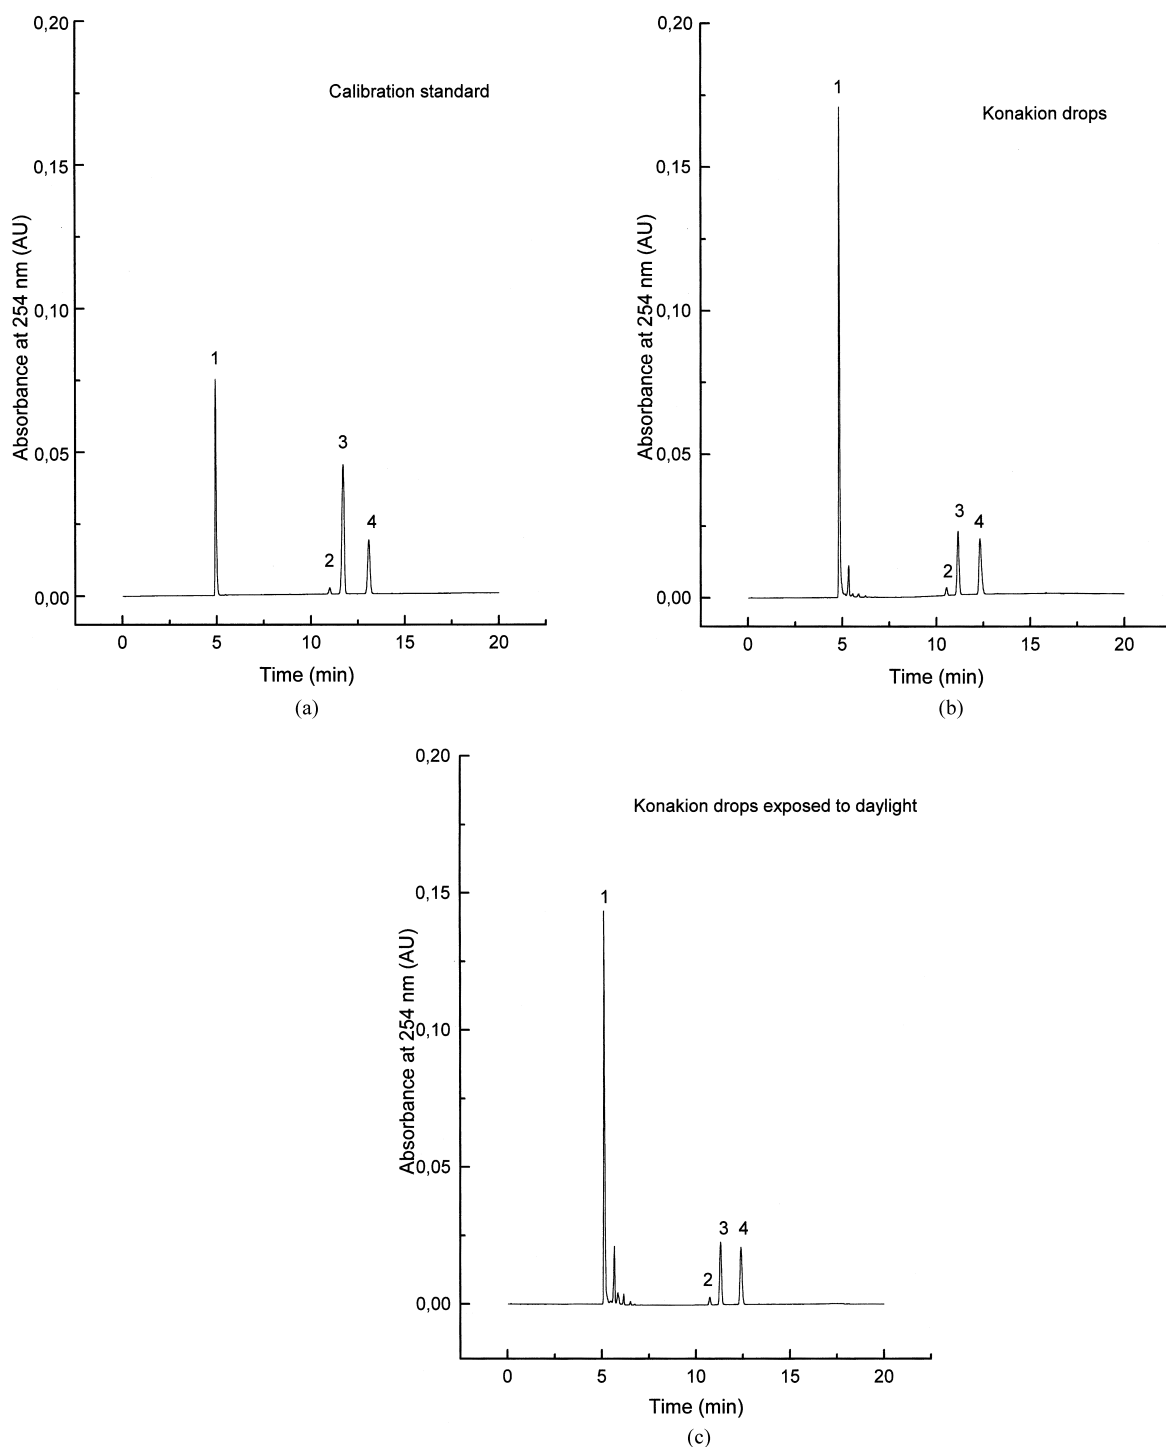 0,20
Calibration standard
0,15
0,10
0,05
0,00
Absorbance at 254 nm (AU)
1
2
3
4
0 5 10 15 20
Time (min)
(a)
0,20
Konakion drops
0,15
0,10
0,05
0,00
Absorbance at 254 nm (AU)
1
2
3
4
0 5 10 15 20
Time (min)
(b)
0,20
Konakion drops exposed to daylight
0,15
0,10
0,05
0,00
Absorbance at 254 nm (AU)
1
2
3
4
0 5 10 15 20
Time (min)
(c)